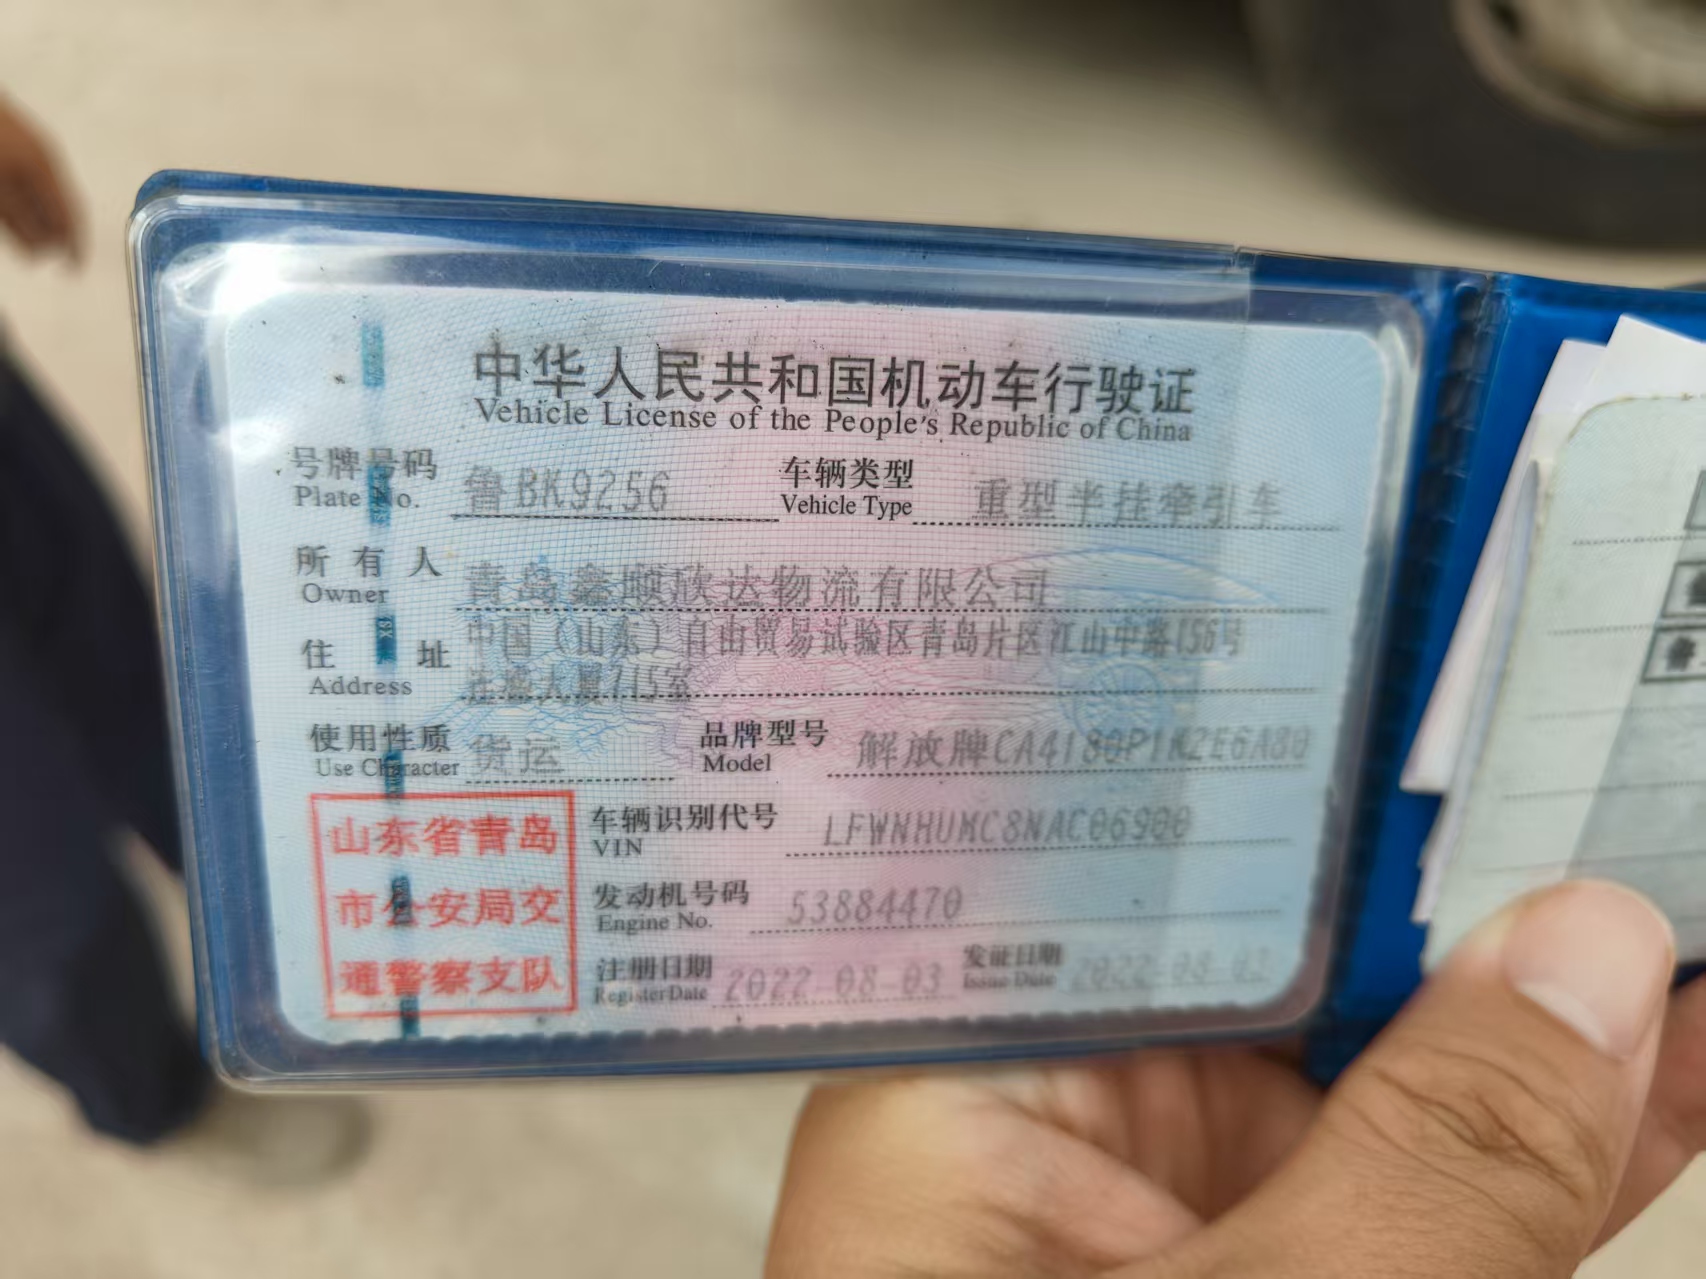 中华人民共和国机动车行驶证
Vehicle License of the People's Republic of China
号牌号码 鲁BK9256 车辆类型 重型半挂牵引车
Plate No. Vehicle Type
所有人 青岛鑫顺欣达物流有限公司
Owner
中国（山东）自由贸易试验区青岛片区江山中路156号
住址 大厦715室
Address
使用性质 货运 品牌型号 解放牌CA4180P1K2E6A80
Use Character Model
山东省青岛
市公安局交
通警察支队
车辆识别代号 LFWNHUMC8NAC06900
VIN
发动机号码 53884470
Engine No.
注册日期 2022-08-03 发证日期 2022-08-03
Register Date Issue Date
鲁